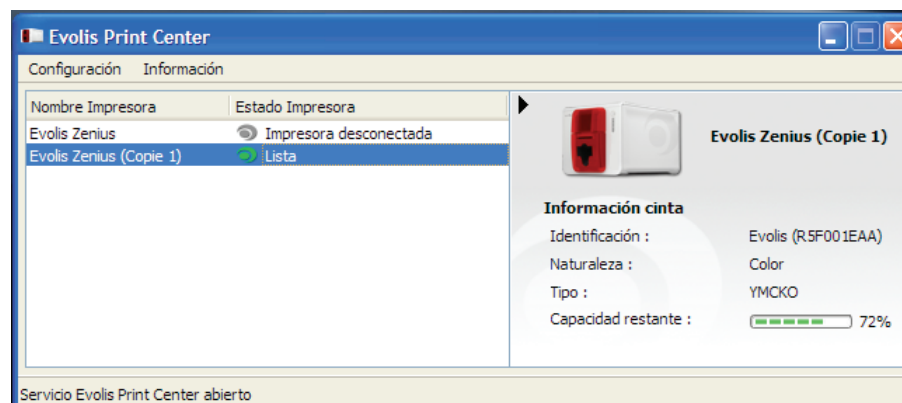 Evolis Print Center
Configuración Información
Nombre Impresora Estado Impresora
Evolis Zenius Impresora desconectada
Evolis Zenius (Copie 1) Lista
Evolis Zenius (Copie 1)
Información cinta
Identificación : Evolis (R5F001EAA)
Naturaleza : Color
Tipo : YMCKO
Capacidad restante : 72%
Servicio Evolis Print Center abierto